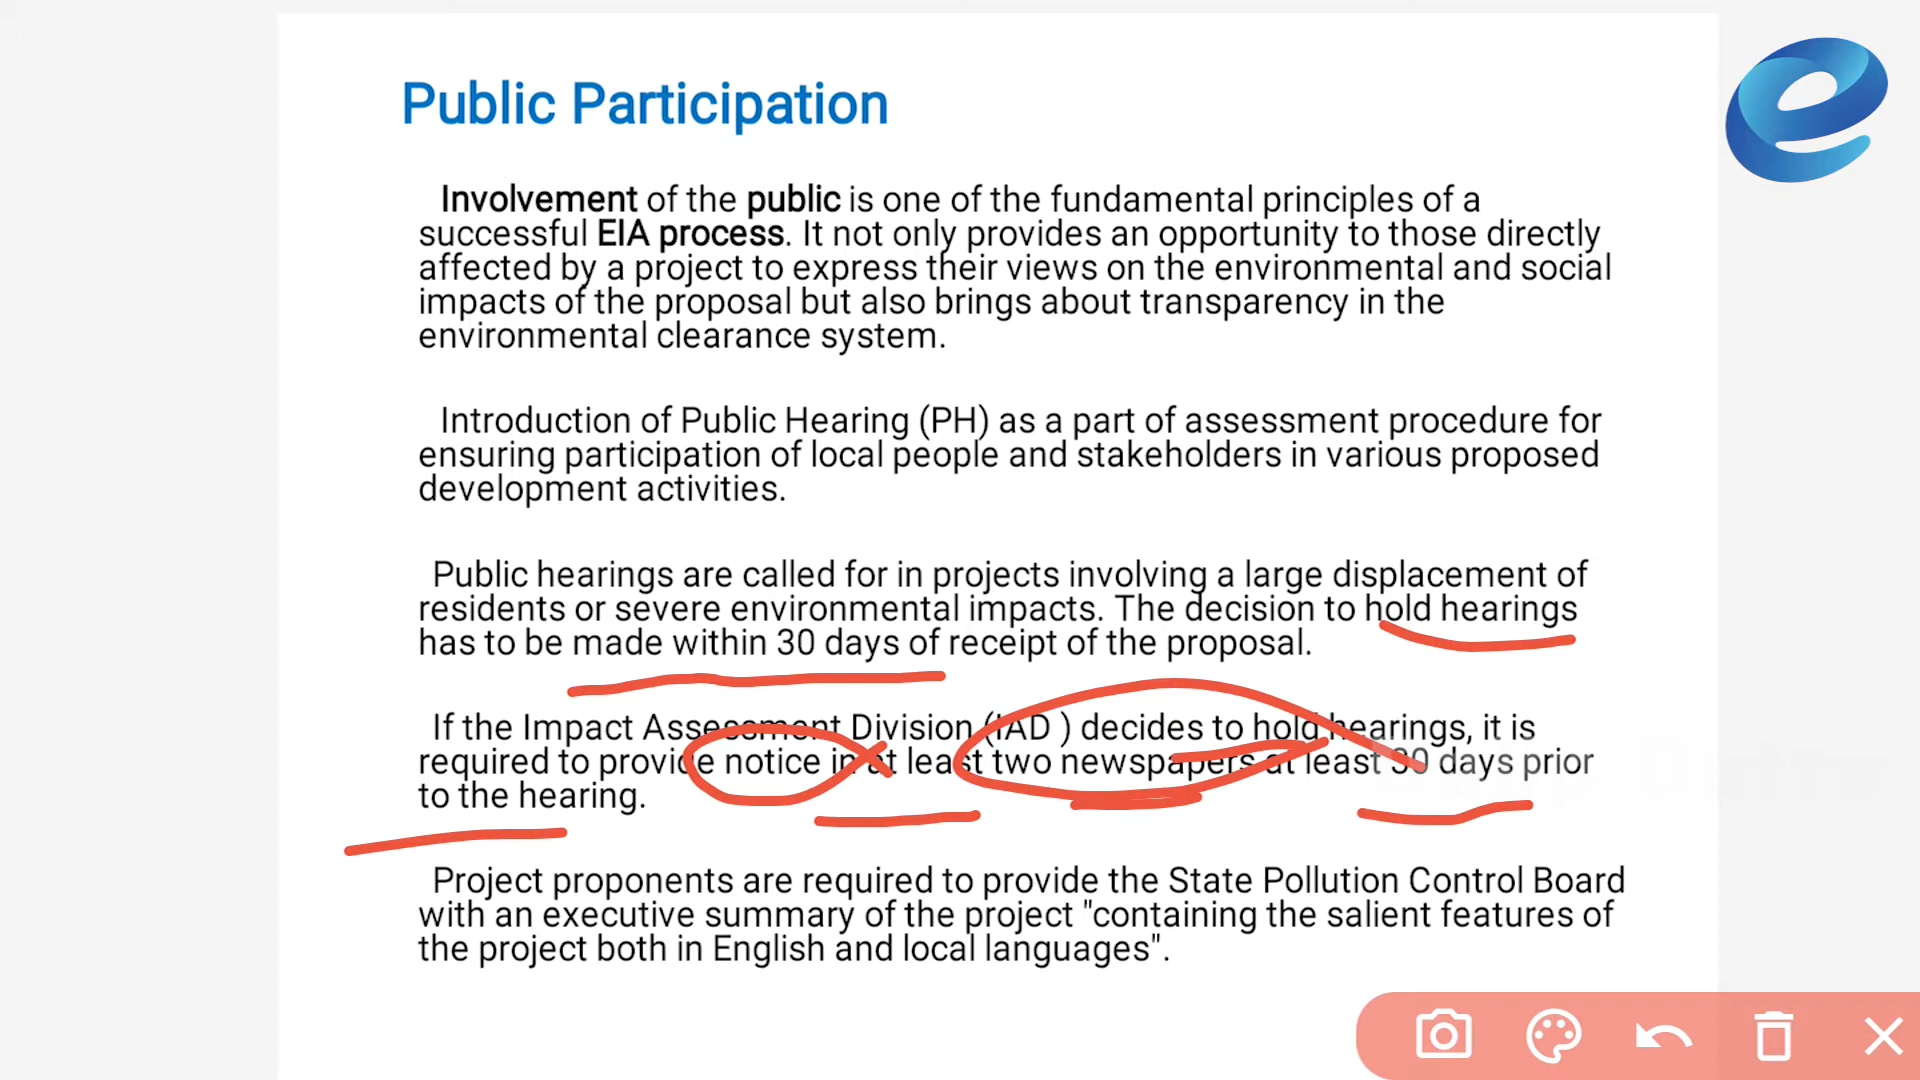 Public Participation
Involvement of the public is one of the fundamental principles of a
successful EIA process. It not only provides an opportunity to those directly
affected by a project to express their views on the environmental and social
impacts of the proposal but also brings about transparency in the
environmental clearance system.
Introduction of Public Hearing (PH) as a part of assessment procedure for
ensuring participation of local people and stakeholders in various proposed
development activities.
Public hearings are called for in projects involving a large displacement of
residents or severe environmental impacts. The decision to hold hearings
has to be made within 30 days of receipt of the proposal.
If the Impact Assessment Division (IAD ) decides to hold hearings, it is
required to provide notice in at least two newspapers at least 30 days prior
to the hearing.
Project proponents are required to provide the State Pollution Control Board
with an executive summary of the project "containing the salient features of
the project both in English and local languages".